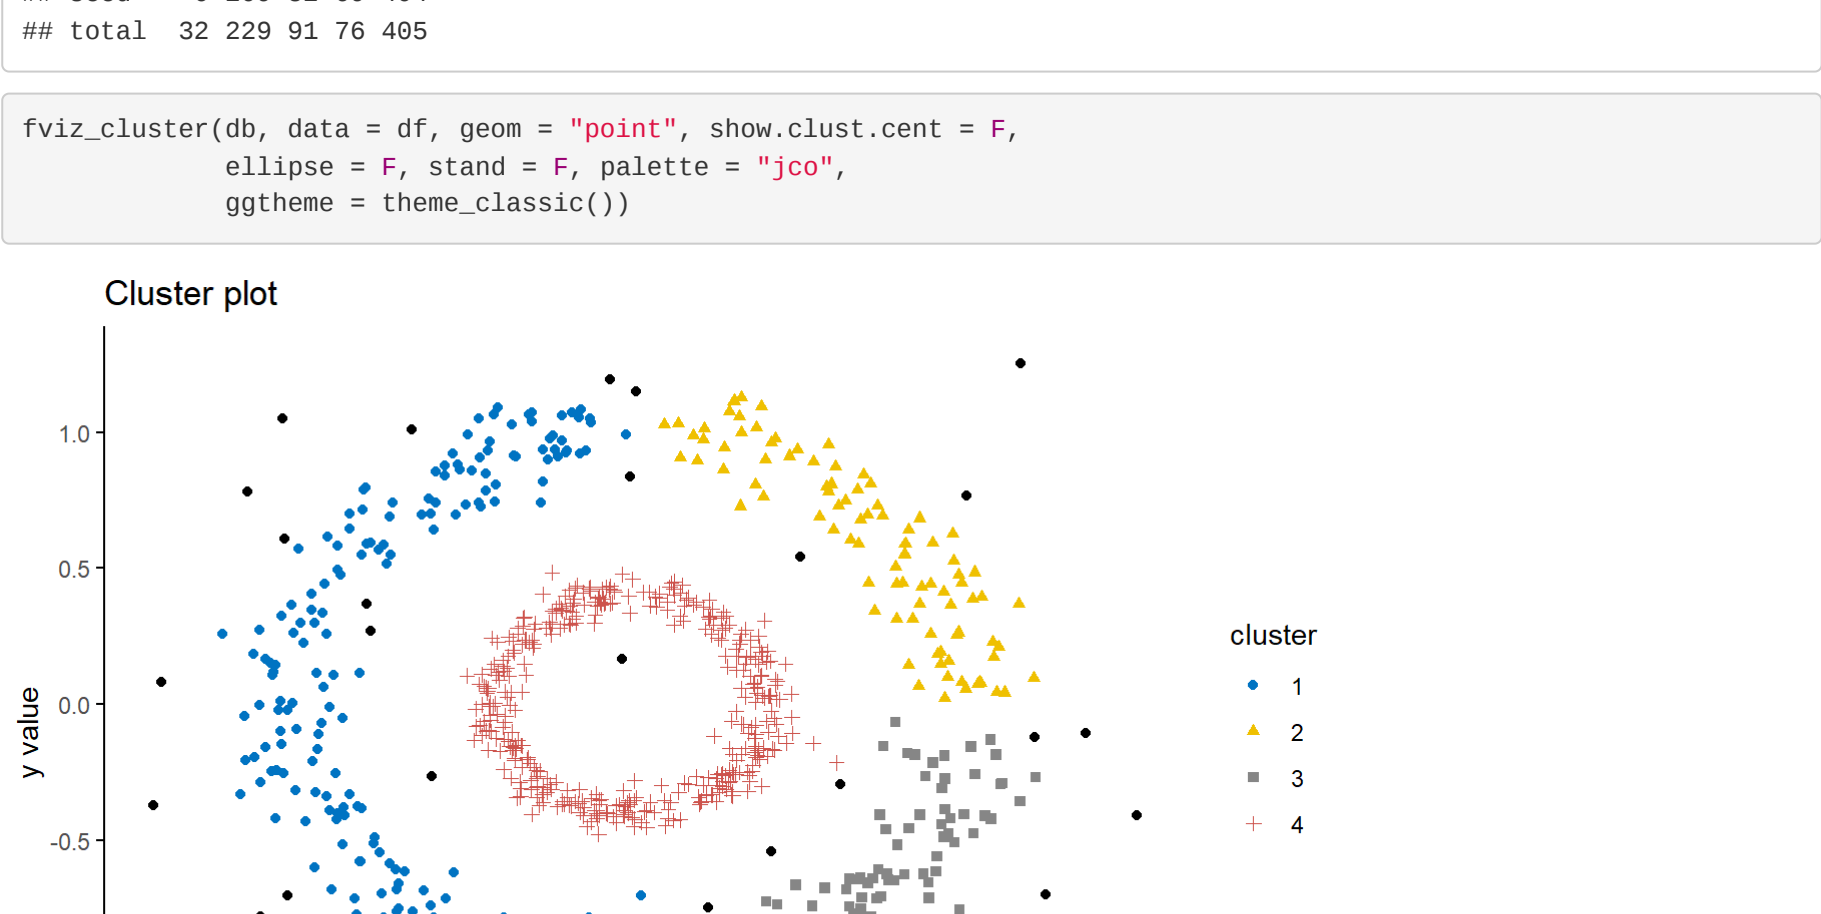 ## total  32 229 91 76 405
fviz_cluster(db, data = df, geom = "point", show.clust.cent = F,
             ellipse = F, stand = F, palette = "jco",
             ggtheme = theme_classic())
Cluster plot
1.0
0.5
0.0
-0.5
y value
cluster
1
2
3
4